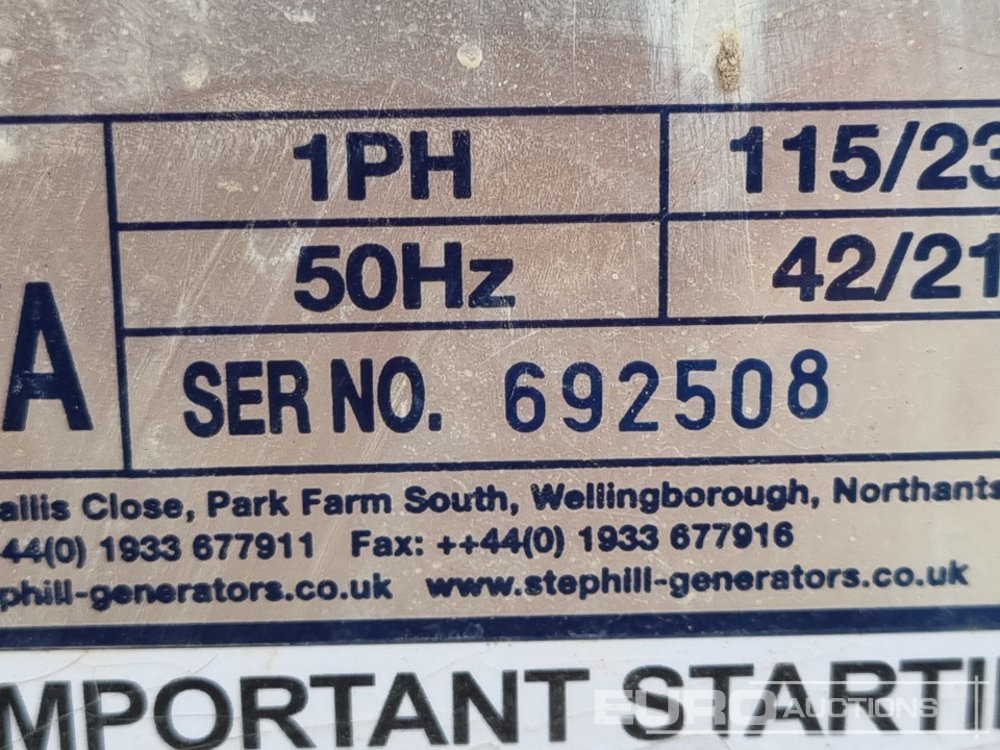 1PH 115/23
50Hz 42/21
A SER NO. 692508
allis Close, Park Farm South, Wellingborough, Northants
44(0) 1933 677911 Fax: ++44(0) 1933 677916
phill-generators.co.uk www.stephill-generators.co.uk
MPORTANT STARTI
EURO AUCTIONS